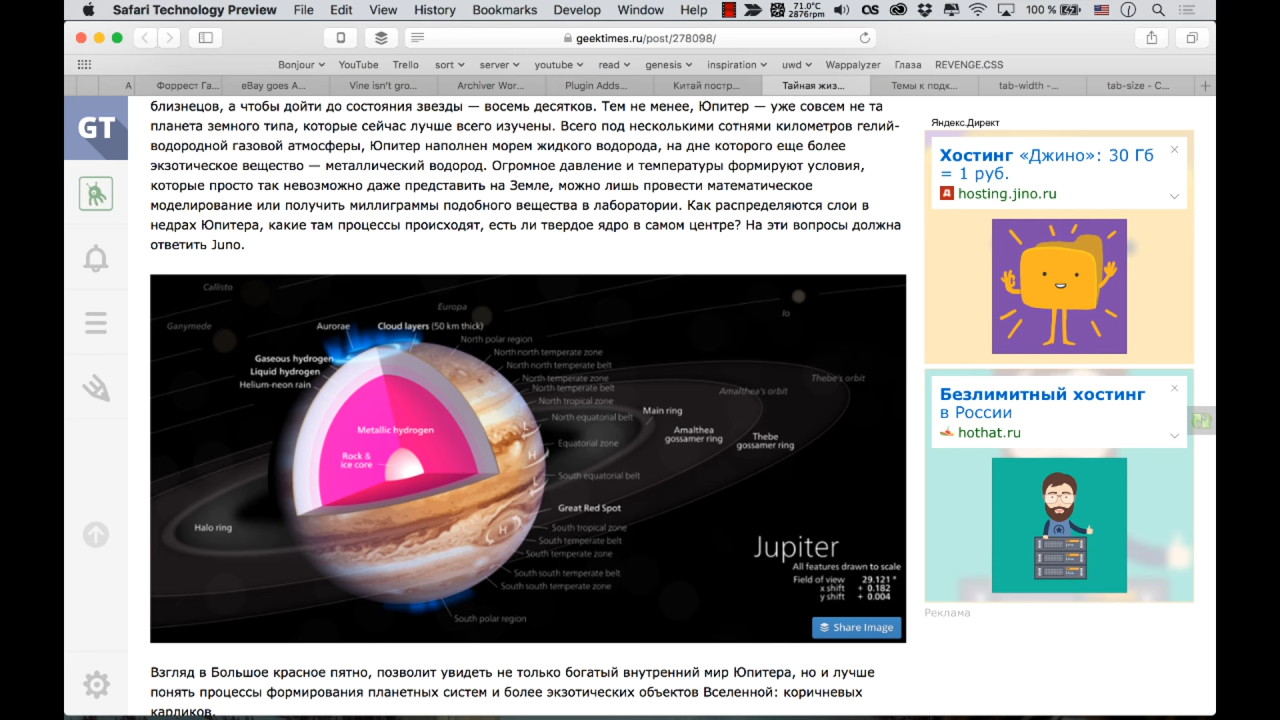 Safari Technology Preview File Edit View History Bookmarks Develop Window Help 71.0°C 2876rpm 100 %
geektimes.ru/post/278098/
Bonjour YouTube Trello sort server youtube read genesis inspiration uwd Wappalyzer Глаза REVENGE.CSS
А Форрест Га... eBay goes A... Vine isn't gro... Archiver Wor... Plugin Adds... Китай постр... Тайная жиз... Темы к подк... tab-width -... tab-size - C...
GT
близнецов, а чтобы дойти до состояния звезды — восемь десятков. Тем не менее, Юпитер — уже совсем не та
планета земного типа, которые сейчас лучше всего изучены. Всего под несколькими сотнями километров гелий-
водородной газовой атмосферы, Юпитер наполнен морем жидкого водорода, на дне которого еще более
экзотическое вещество — металлический водород. Огромное давление и температуры формируют условия,
которые просто так невозможно даже представить на Земле, можно лишь провести математическое
моделирование или получить миллиграммы подобного вещества в лаборатории. Как распределяются слои в
недрах Юпитера, какие там процессы происходят, есть ли твердое ядро в самом центре? На эти вопросы должна
ответить Juno.
Callisto
Europa
Io
Ganymede
Aurorae
Cloud layers (50 km thick)
North polar region
Gaseous hydrogen
Liquid hydrogen
Helium-neon rain
North north temperate zone
North north temperate belt
North temperate zone
North temperate belt
North tropical zone
North equatorial belt
Equatorial zone
South equatorial belt
Great Red Spot
South tropical zone
South temperate belt
South temperate zone
South south temperate belt
South south temperate zone
South polar region
Metallic hydrogen
Rock &
ice core
H
H
Halo ring
Main ring
Amalthea
gossamer ring
Thebe
gossamer ring
Amalthea's orbit
Thebe's orbit
Jupiter
All features drawn to scale
Field of view 29.121 °
x shift + 0.182
y shift + 0.004
Share Image
Взгляд в Большое красное пятно, позволит увидеть не только богатый внутренний мир Юпитера, но и лучше
понять процессы формирования планетных систем и более экзотических объектов Вселенной: коричневых
карликов.
Яндекс.Директ
Хостинг «Джино»: 30 Гб
= 1 руб.
hosting.jino.ru
Безлимитный хостинг
в России
hothat.ru
Реклама